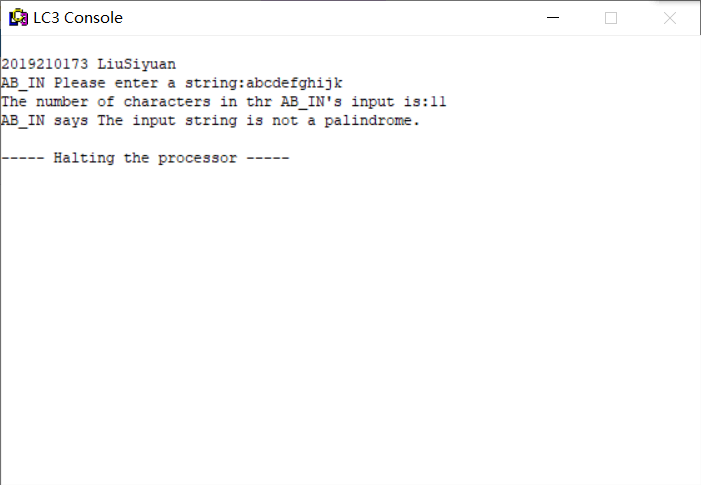 LC3 Console
2019210173 LiuSiyuan
AB_IN Please enter a string:abcdefghijk
The number of characters in thr AB_IN's input is:11
AB_IN says The input string is not a palindrome.
----- Halting the processor -----